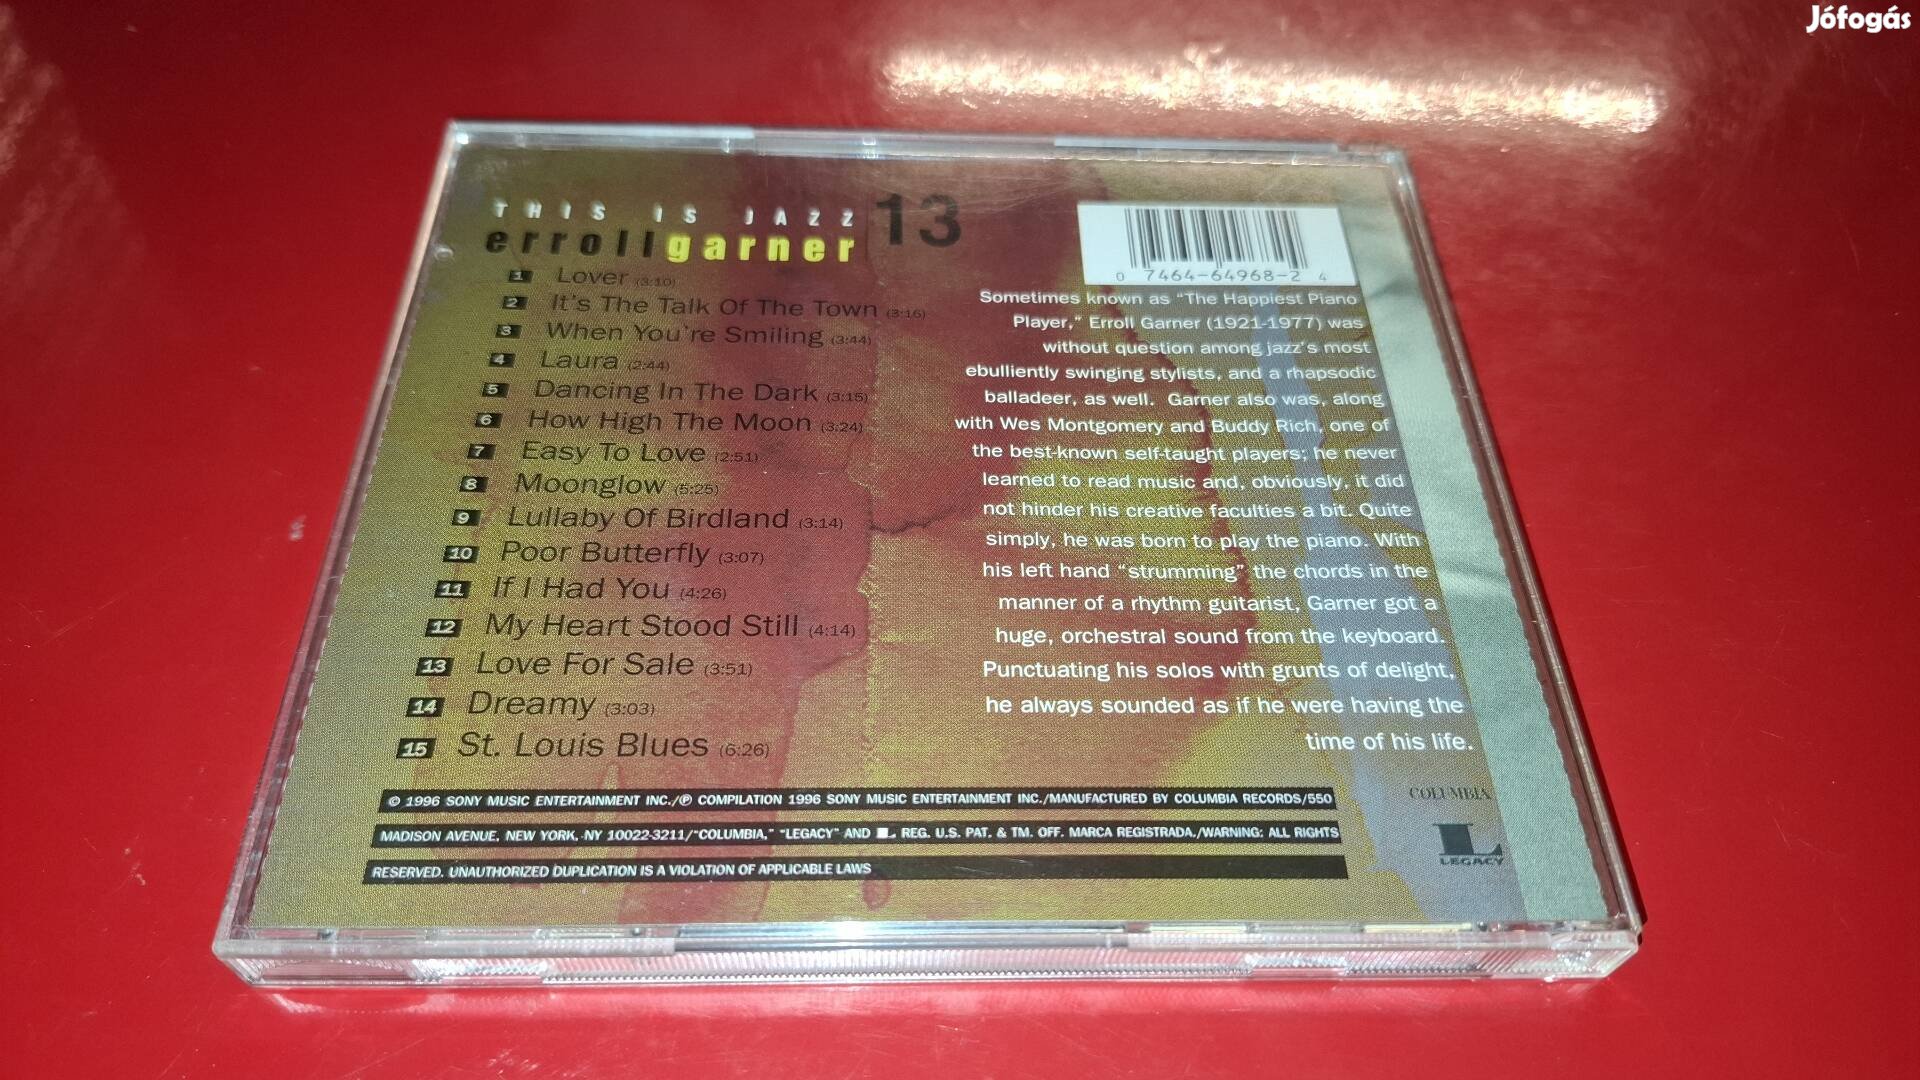 Jófogás
THIS IS JAZZ 13
errollgarner
1 Lover (3:10)
2 It's The Talk Of The Town (3:16)
3 When You're Smiling (3:44)
4 Laura (2:44)
5 Dancing In The Dark (3:15)
6 How High The Moon (3:24)
7 Easy To Love (2:51)
8 Moonglow (5:25)
9 Lullaby Of Birdland (3:14)
10 Poor Butterfly (3:07)
11 If I Had You (4:26)
12 My Heart Stood Still (4:14)
13 Love For Sale (3:51)
14 Dreamy (3:03)
15 St. Louis Blues (6:26)
0 7464-64968-2 4
Sometimes known as "The Happiest Piano
Player," Erroll Garner (1921-1977) was
without question among jazz's most
ebulliently swinging stylists, and a rhapsodic
balladeer, as well. Garner also was, along
with Wes Montgomery and Buddy Rich, one of
the best-known self-taught players; he never
learned to read music and, obviously, it did
not hinder his creative faculties a bit. Quite
simply, he was born to play the piano. With
his left hand "strumming" the chords in the
manner of a rhythm guitarist, Garner got a
huge, orchestral sound from the keyboard.
Punctuating his solos with grunts of delight,
he always sounded as if he were having the
time of his life.
© 1996 SONY MUSIC ENTERTAINMENT INC./℗ COMPILATION 1996 SONY MUSIC ENTERTAINMENT INC./MANUFACTURED BY COLUMBIA RECORDS/550
MADISON AVENUE, NEW YORK, NY 10022-3211/"COLUMBIA," "LEGACY" AND L REG. U.S. PAT. & TM. OFF. MARCA REGISTRADA./WARNING: ALL RIGHTS
RESERVED. UNAUTHORIZED DUPLICATION IS A VIOLATION OF APPLICABLE LAWS
COLUMBIA
L
LEGACY